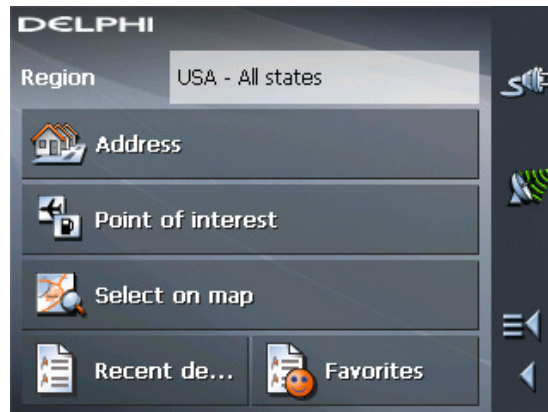 DELPHI
Region USA - All states
Address
Point of interest
Select on map
Recent de... Favorites